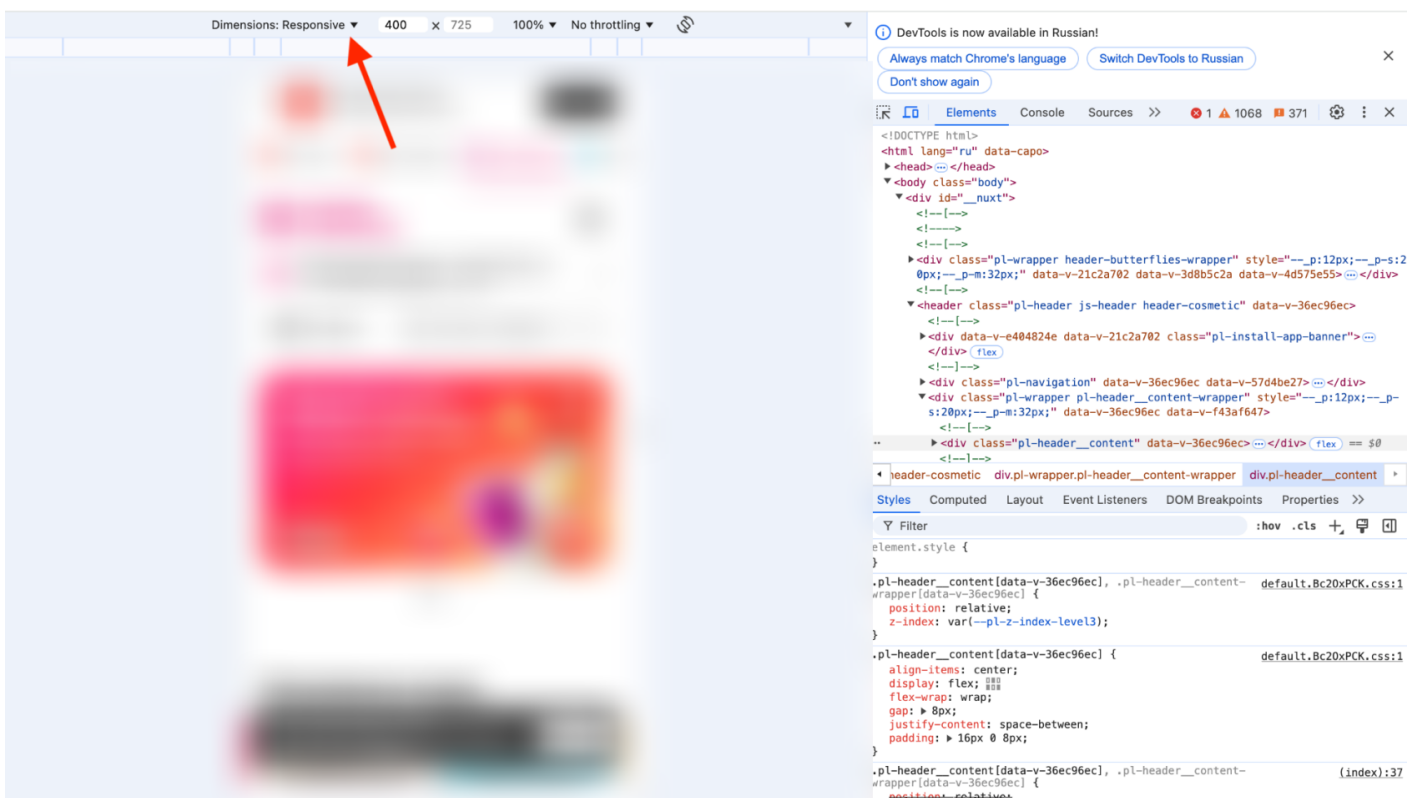 Dimensions: Responsive ▼ 400 x 725 100% ▼ No throttling ▼
DevTools is now available in Russian!
Always match Chrome's language Switch DevTools to Russian
Don't show again
Elements Console Sources 1 1068 371
<!DOCTYPE html>
<html lang="ru" data-capo>
<head>…</head>
<body class="body">
<div id="__nuxt">
<!--[-->
<!---->
<!--[-->
<div class="pl-wrapper header-butterflies-wrapper" style="--_p:12px;--_p-s:2
0px;--_p-m:32px;" data-v-21c2a702 data-v-3d8b5c2a data-v-4d575e55>…</div>
<!--[-->
<header class="pl-header js-header header-cosmetic" data-v-36ec96ec>
<!--[-->
<div data-v-e404824e data-v-21c2a702 class="pl-install-app-banner">…
</div> flex
<!--]-->
<div class="pl-navigation" data-v-36ec96ec data-v-57d4be27>…</div>
<div class="pl-wrapper pl-header__content-wrapper" style="--_p:12px;--_p-
s:20px;--_p-m:32px;" data-v-36ec96ec data-v-f43af647>
<!--[-->
<div class="pl-header__content" data-v-36ec96ec>…</div> flex == $0
<!--]-->
header-cosmetic div.pl-wrapper.pl-header__content-wrapper div.pl-header__content
Styles Computed Layout Event Listeners DOM Breakpoints Properties
Filter :hov .cls
element.style {
}
.pl-header__content[data-v-36ec96ec], .pl-header__content- default.Bc2OxPCK.css:1
wrapper[data-v-36ec96ec] {
position: relative;
z-index: var(--pl-z-index-level3);
}
.pl-header__content[data-v-36ec96ec] { default.Bc2OxPCK.css:1
align-items: center;
display: flex;
flex-wrap: wrap;
gap: 8px;
justify-content: space-between;
padding: 16px 0 8px;
}
.pl-header__content[data-v-36ec96ec], .pl-header__content- (index):37
wrapper[data-v-36ec96ec] {
position: relative;